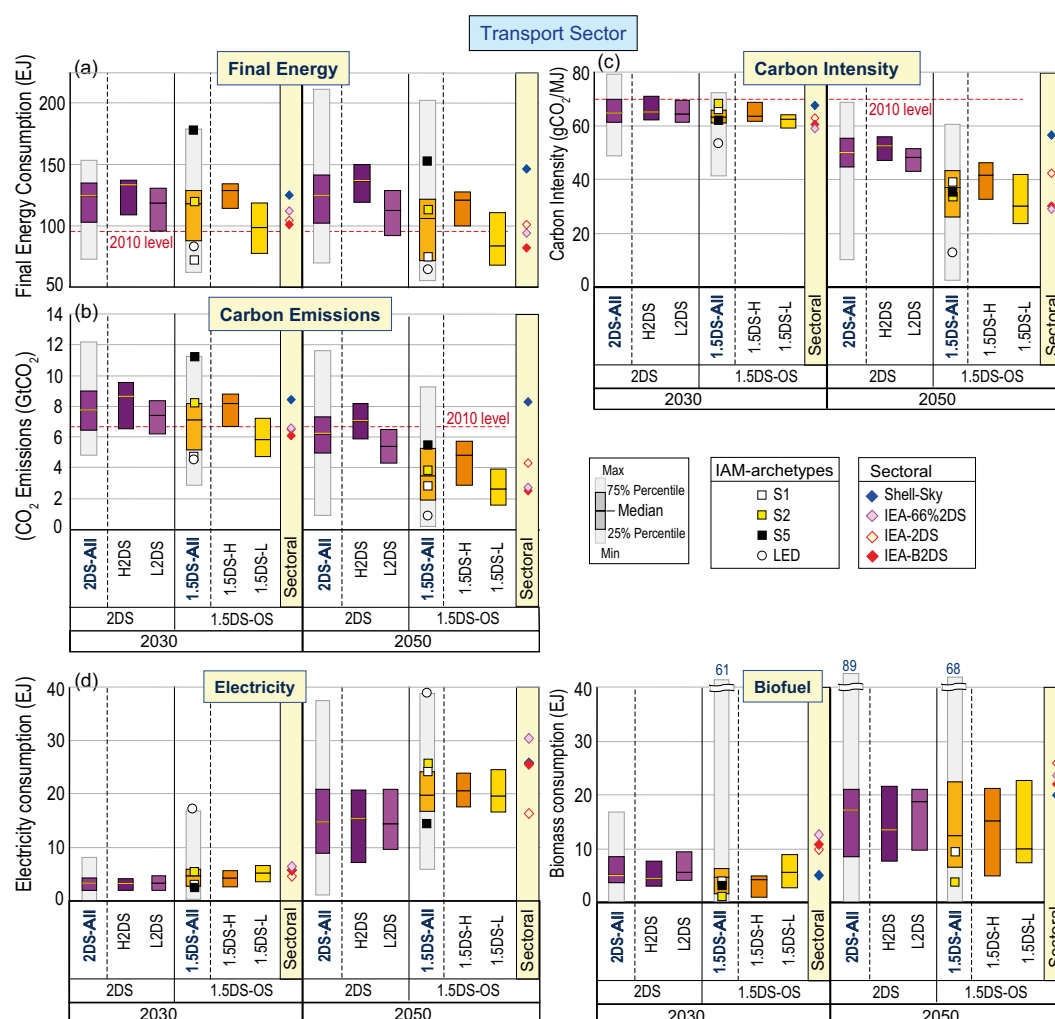 Transport Sector
(a)
Final Energy
Final Energy Consumption (EJ)
200
150
100
50
2010 level
(b)
Carbon Emissions
(CO2 Emissions (GtCO2)
14
12
10
8
6
4
2
0
2010 level
2DS-All
H2DS
L2DS
1.5DS-All
1.5DS-H
1.5DS-L
Sectoral
2DS-All
H2DS
L2DS
1.5DS-All
1.5DS-H
1.5DS-L
Sectoral
2DS
1.5DS-OS
2DS
1.5DS-OS
2030
2050
(c)
Carbon Intensity
Carbon Intensity (gCO2/MJ)
80
60
40
20
0
2010 level
2DS-All
H2DS
L2DS
1.5DS-All
1.5DS-H
1.5DS-L
Sectoral
2DS-All
H2DS
L2DS
1.5DS-All
1.5DS-H
1.5DS-L
Sectoral
2DS
1.5DS-OS
2DS
1.5DS-OS
2030
2050
Max
75% Percentile
Median
25% Percentile
Min
IAM-archetypes
S1
S2
S5
LED
Sectoral
Shell-Sky
IEA-66%2DS
IEA-2DS
IEA-B2DS
(d)
Electricity
Electricity consumption (EJ)
40
30
20
10
0
2DS-All
H2DS
L2DS
1.5DS-All
1.5DS-H
1.5DS-L
Sectoral
2DS-All
H2DS
L2DS
1.5DS-All
1.5DS-H
1.5DS-L
Sectoral
2DS
1.5DS-OS
2DS
1.5DS-OS
2030
2050
61
89
68
Biofuel
Biomass consumption (EJ)
40
30
20
10
0
2DS-All
H2DS
L2DS
1.5DS-All
1.5DS-H
1.5DS-L
Sectoral
2DS-All
H2DS
L2DS
1.5DS-All
1.5DS-H
1.5DS-L
Sectoral
2DS
1.5DS-OS
2DS
1.5DS-OS
2030
2050